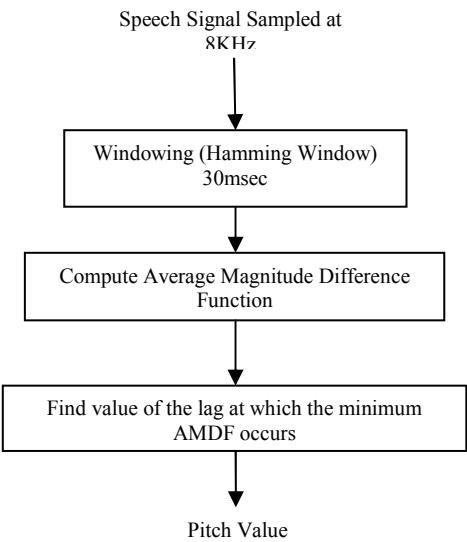 Speech Signal Sampled at
8KHz
Windowing (Hamming Window)
30msec
Compute Average Magnitude Difference
Function
Find value of the lag at which the minimum
AMDF occurs
Pitch Value